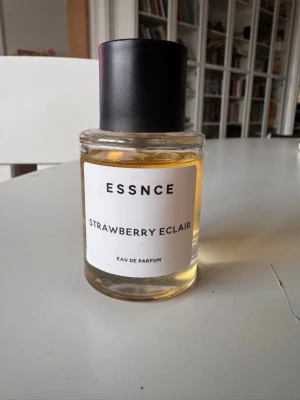 ESSNCE
STRAWBERRY ECLAIR
EAU DE PARFUM